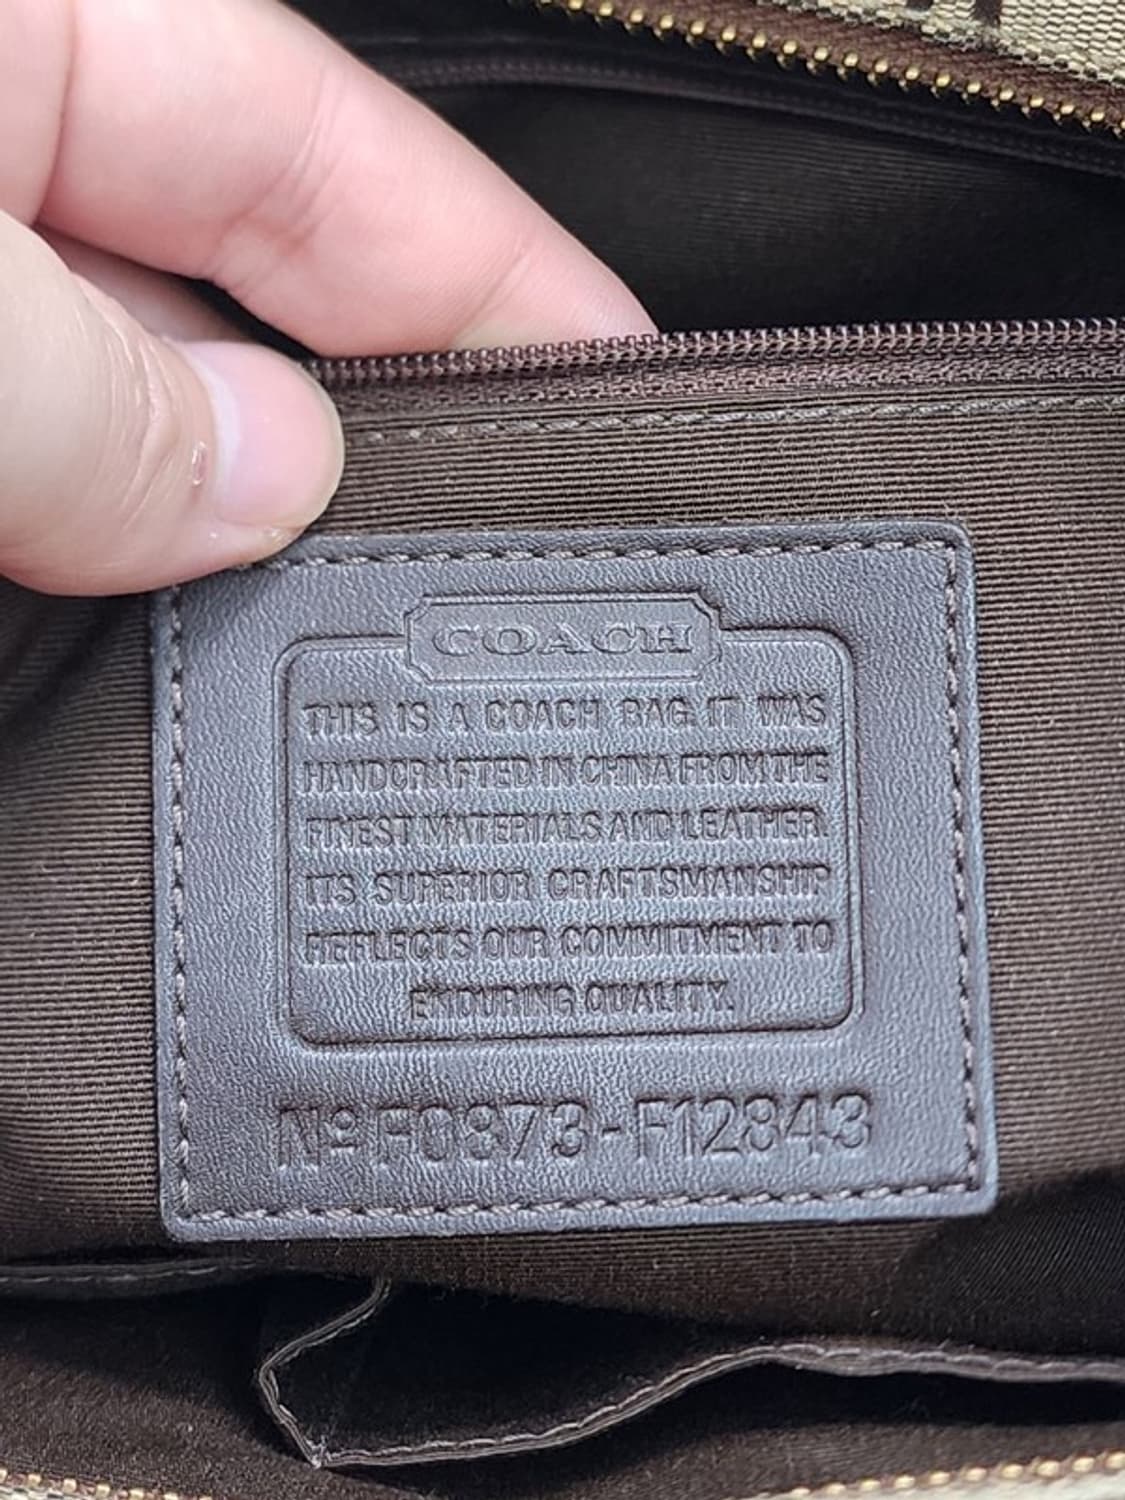 COACH
THIS IS A COACH BAG. IT WAS
HANDCRAFTED IN CHINA FROM THE
FINEST MATERIALS AND LEATHER.
ITS SUPERIOR CRAFTSMANSHIP
REFLECTS OUR COMMITMENT TO
ENDURING QUALITY.
Nº F0873-F12843